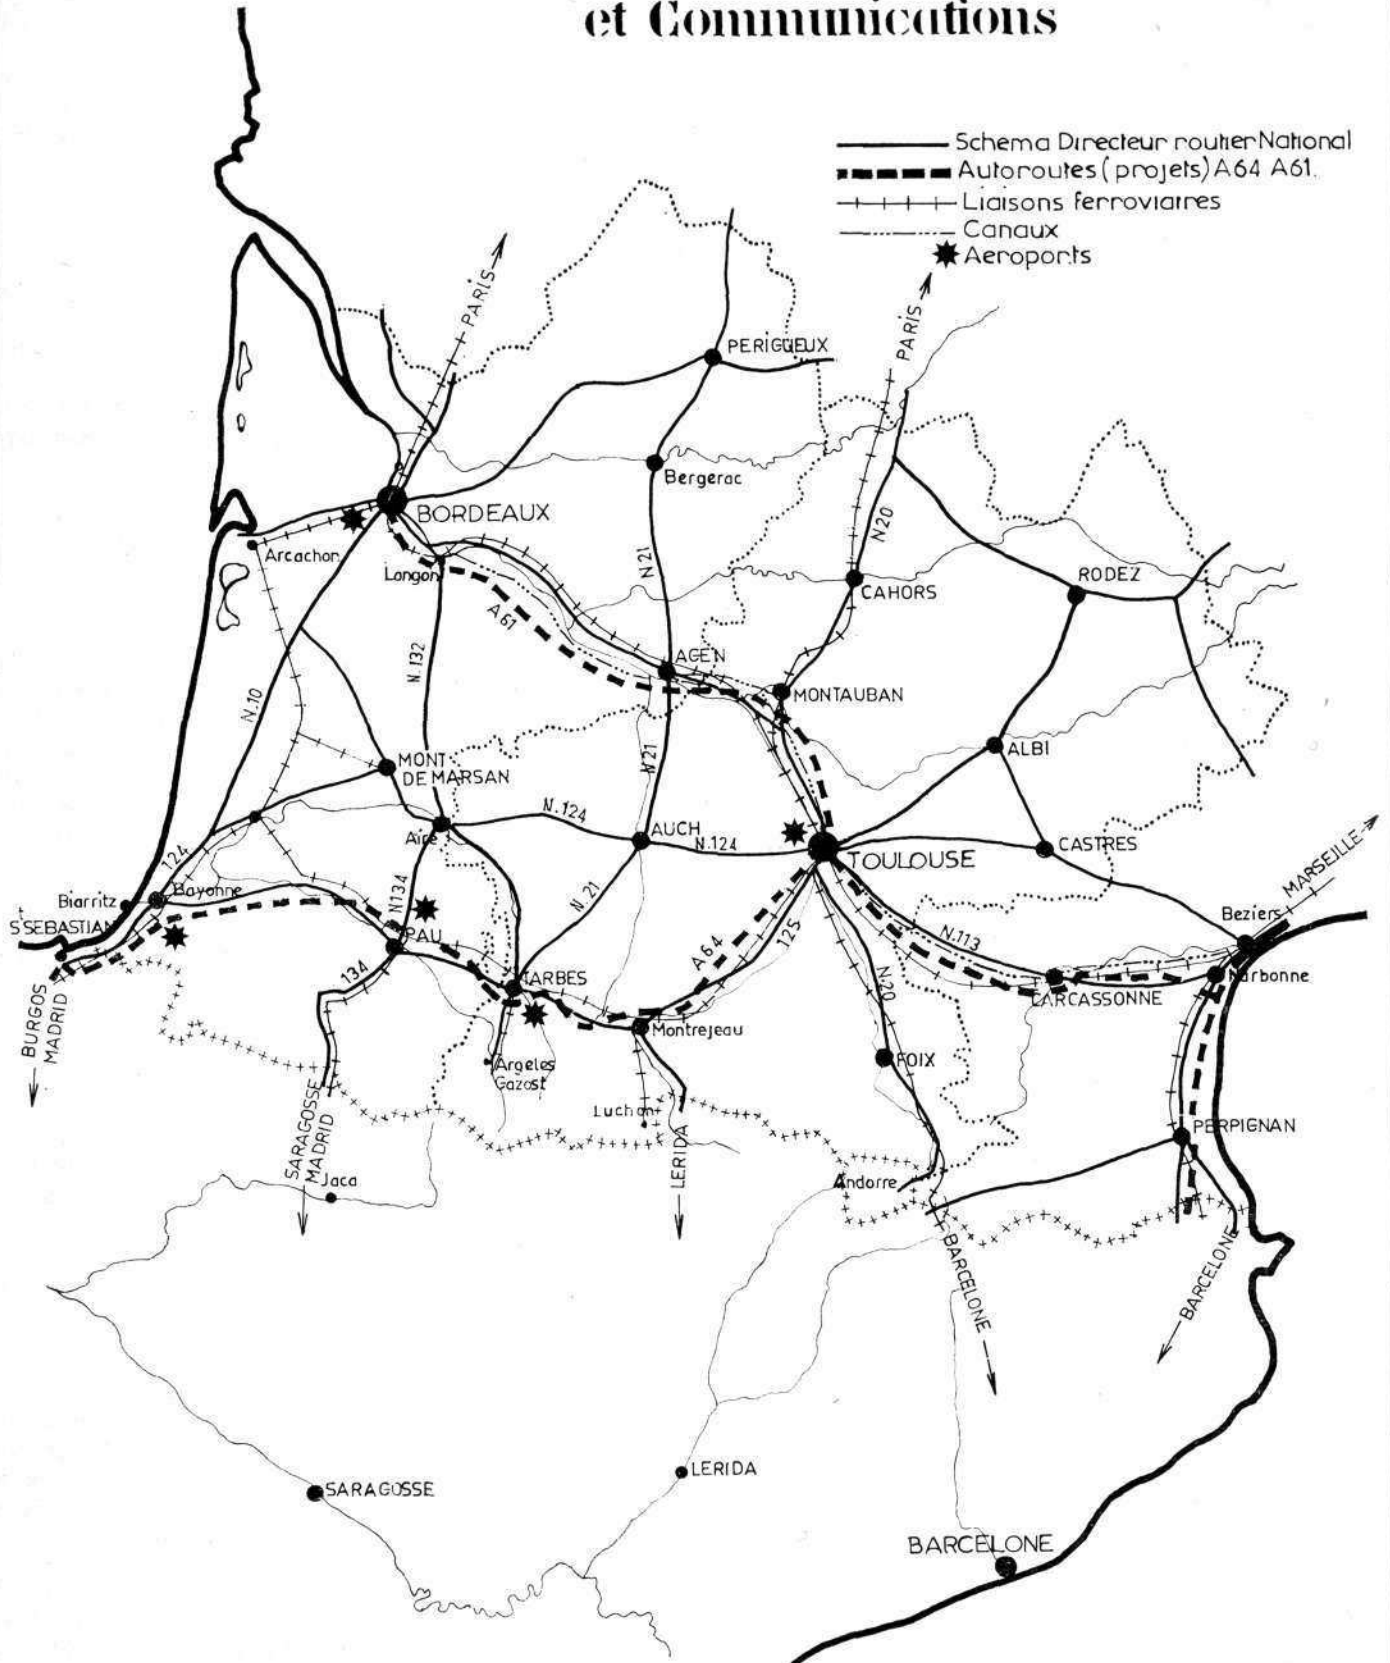 et Communications
Schema Directeur routier National
Autoroutes (projets) A64 A61.
Liaisons ferroviaires
Canaux
Aeroports
PARIS
PARIS
PERIGUEUX
Bergerac
BORDEAUX
N20
Arcachon
Langon
N21
RODEZ
CAHORS
A61
N.132
AGEN
MONTAUBAN
N.10
ALBI
MONT
DE MARSAN
N21
N.124
Aire
AUCH
N.124
CASTRES
TOULOUSE
124
MARSEILLE
Bayonne
Biarritz
N134
N.21
Beziers
St SEBASTIAN
PAU
125
N.113
A64
134
TARBES
N20
Narbonne
CARCASSONNE
BURGOS
MADRID
Montrejeau
Argeles
Gazost
FOIX
Luchon
SARAGOSSE
MADRID
PERPIGNAN
LERIDA
Jaca
Andorre
BARCELONE
BARCELONE
LERIDA
SARAGOSSE
BARCELONE